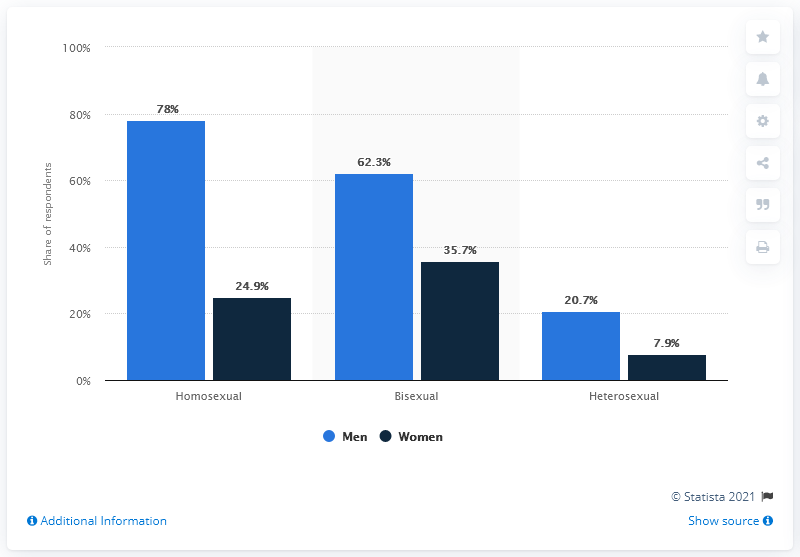 100%
80%
60%
40%
20%
0%
Share of respondents
78%
24.9%
62.3%
35.7%
20.7%
7.9%
Homosexual
Bisexual
Heterosexual
Men
Women
© Statista 2021
Additional Information
Show source